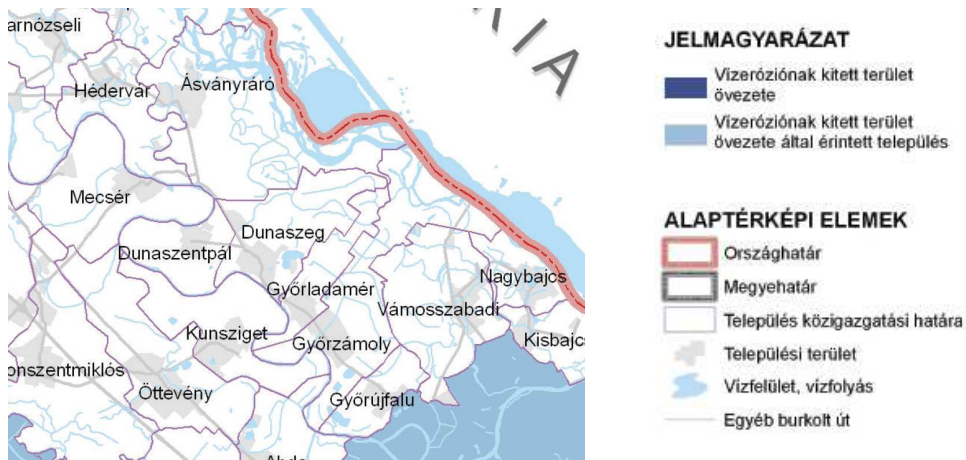 arnózseli
KIA
Hédervár
Ásványráró
Mecsér
Dunaszeg
Dunaszentpál
Nagybajcs
Győrladamér
Vámosszabadi
Kunsziget
Győrzámoly
Kisbajcs
onszentmiklós
Öttevény
Győrújfalu
Abda
JELMAGYARÁZAT
Vízeróziónak kitett terület
övezete
Vízeróziónak kitett terület
övezete által érintett település
ALAPTÉRKÉPI ELEMEK
Országhatár
Megyehatár
Település közigazgatási határa
Települési terület
Vízfelület, vízfolyás
Egyéb burkolt út